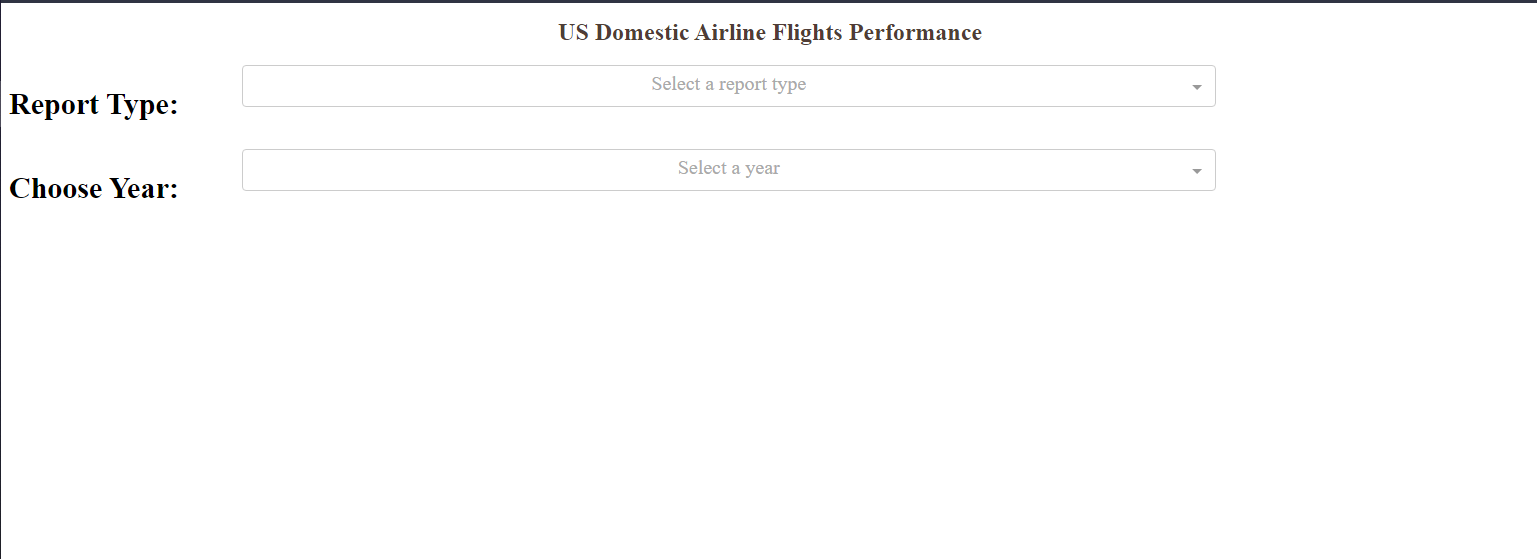 US Domestic Airline Flights Performance
Report Type:
Select a report type
Choose Year:
Select a year